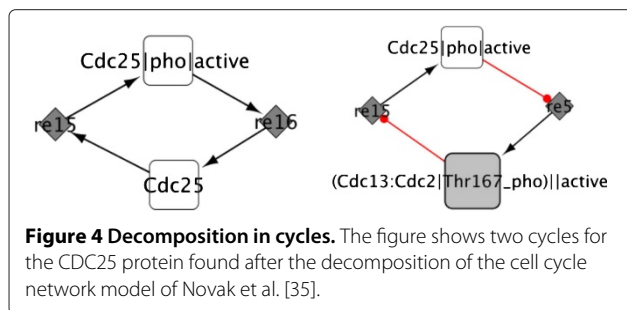 Cdc25|pho|active
re15
re16
Cdc25
Cdc25|pho|active
re15
re5
(Cdc13:Cdc2|Thr167_pho)||active
Figure 4 Decomposition in cycles. The figure shows two cycles for
the CDC25 protein found after the decomposition of the cell cycle
network model of Novak et al. [35].